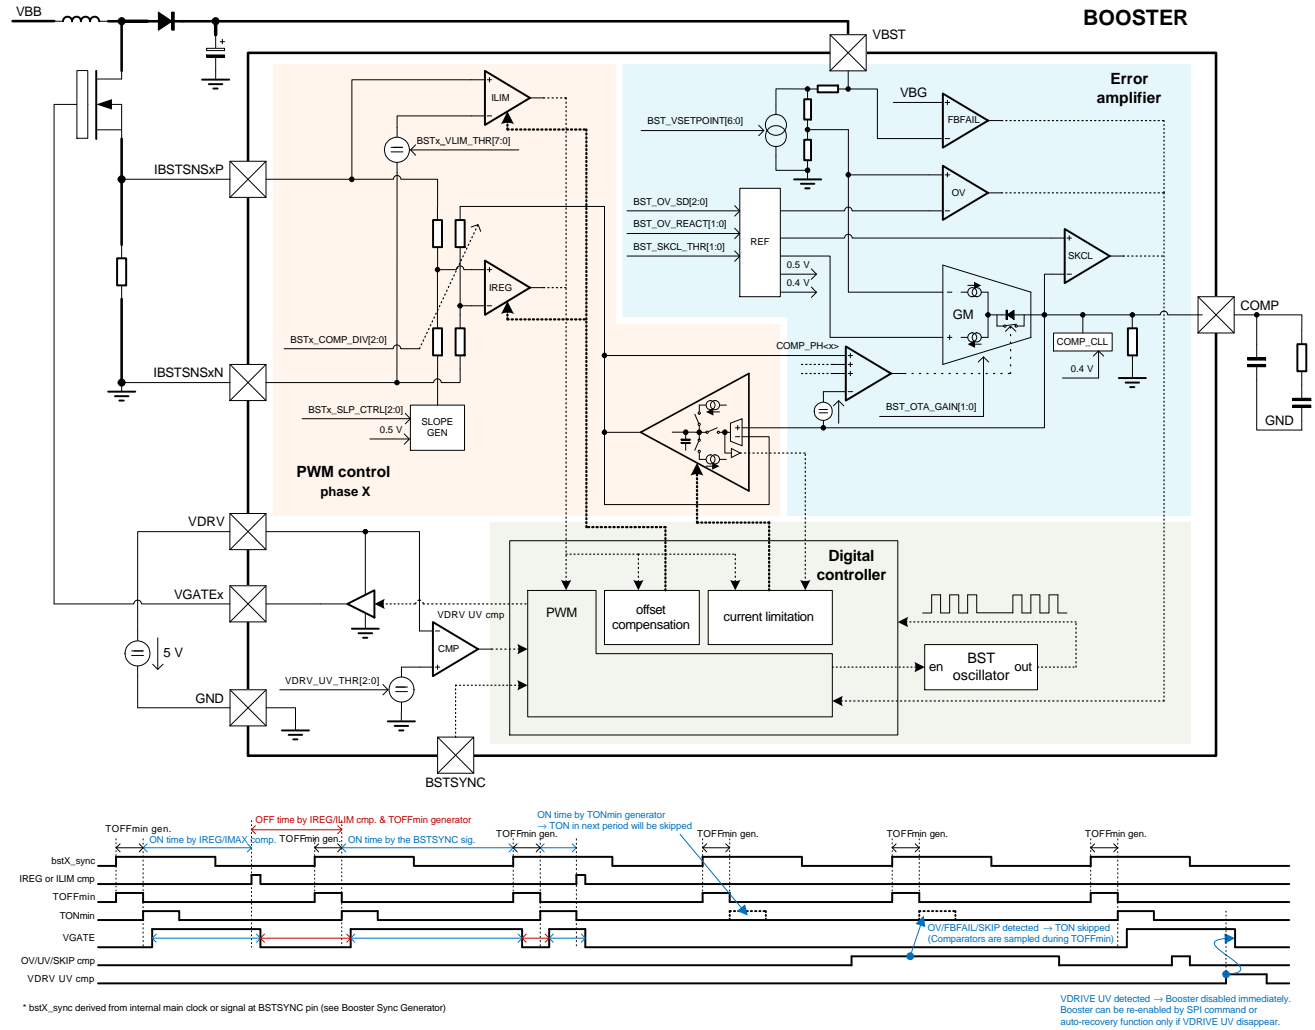 VBB
BOOSTER
VBST
Error
amplifier
ILIM
VBG
FBFAIL
BST_VSETPOINT[6:0]
BSTx_VLIM_THR[7:0]
IBSTSNSxP
BST_OV_SD[2:0]
OV
BST_OV_REACT[1:0]
REF
BST_SKCL_THR[1:0]
SKCL
0.5 V
0.4 V
IREG
COMP
GM
BSTx_COMP_DIV[2:0]
COMP_PH<x>
COMP_CLL
0.4 V
IBSTSNSxN
BST_OTA_GAIN[1:0]
BSTx_SLP_CTRL[2:0]
SLOPE
GEN
0.5 V
GND
PWM control
phase X
VDRV
Digital
controller
VGATEx
PWM
offset
compensation
current limitation
VDRV UV cmp
5 V
CMP
en
BST
oscillator
out
VDRV_UV_THR[2:0]
GND
BSTSYNC
ON time by TONmin generator
→ TON in next period will be skipped
OFF time by IREG/ILIM cmp. & TOFFmin generator
TOFFmin gen.
ON time by IREG/IMAX comp.
TOFFmin gen.
ON time by the BSTSYNC sig.
TOFFmin gen.
TOFFmin gen.
TOFFmin gen.
TOFFmin gen.
bstX_sync
IREG or ILIM cmp
TOFFmin
TONmin
VGATE
OV/FBFAIL/SKIP detected → TON skipped
(Comparators are sampled during TOFFmin)
OV/UV/SKIP cmp
VDRV UV cmp
* bstX_sync derived from internal main clock or signal at BSTSYNC pin (see Booster Sync Generator)
VDRIVE UV detected → Booster disabled immediately.
Booster can be re-enabled by SPI command or
auto-recovery function only if VDRIVE UV disappear.